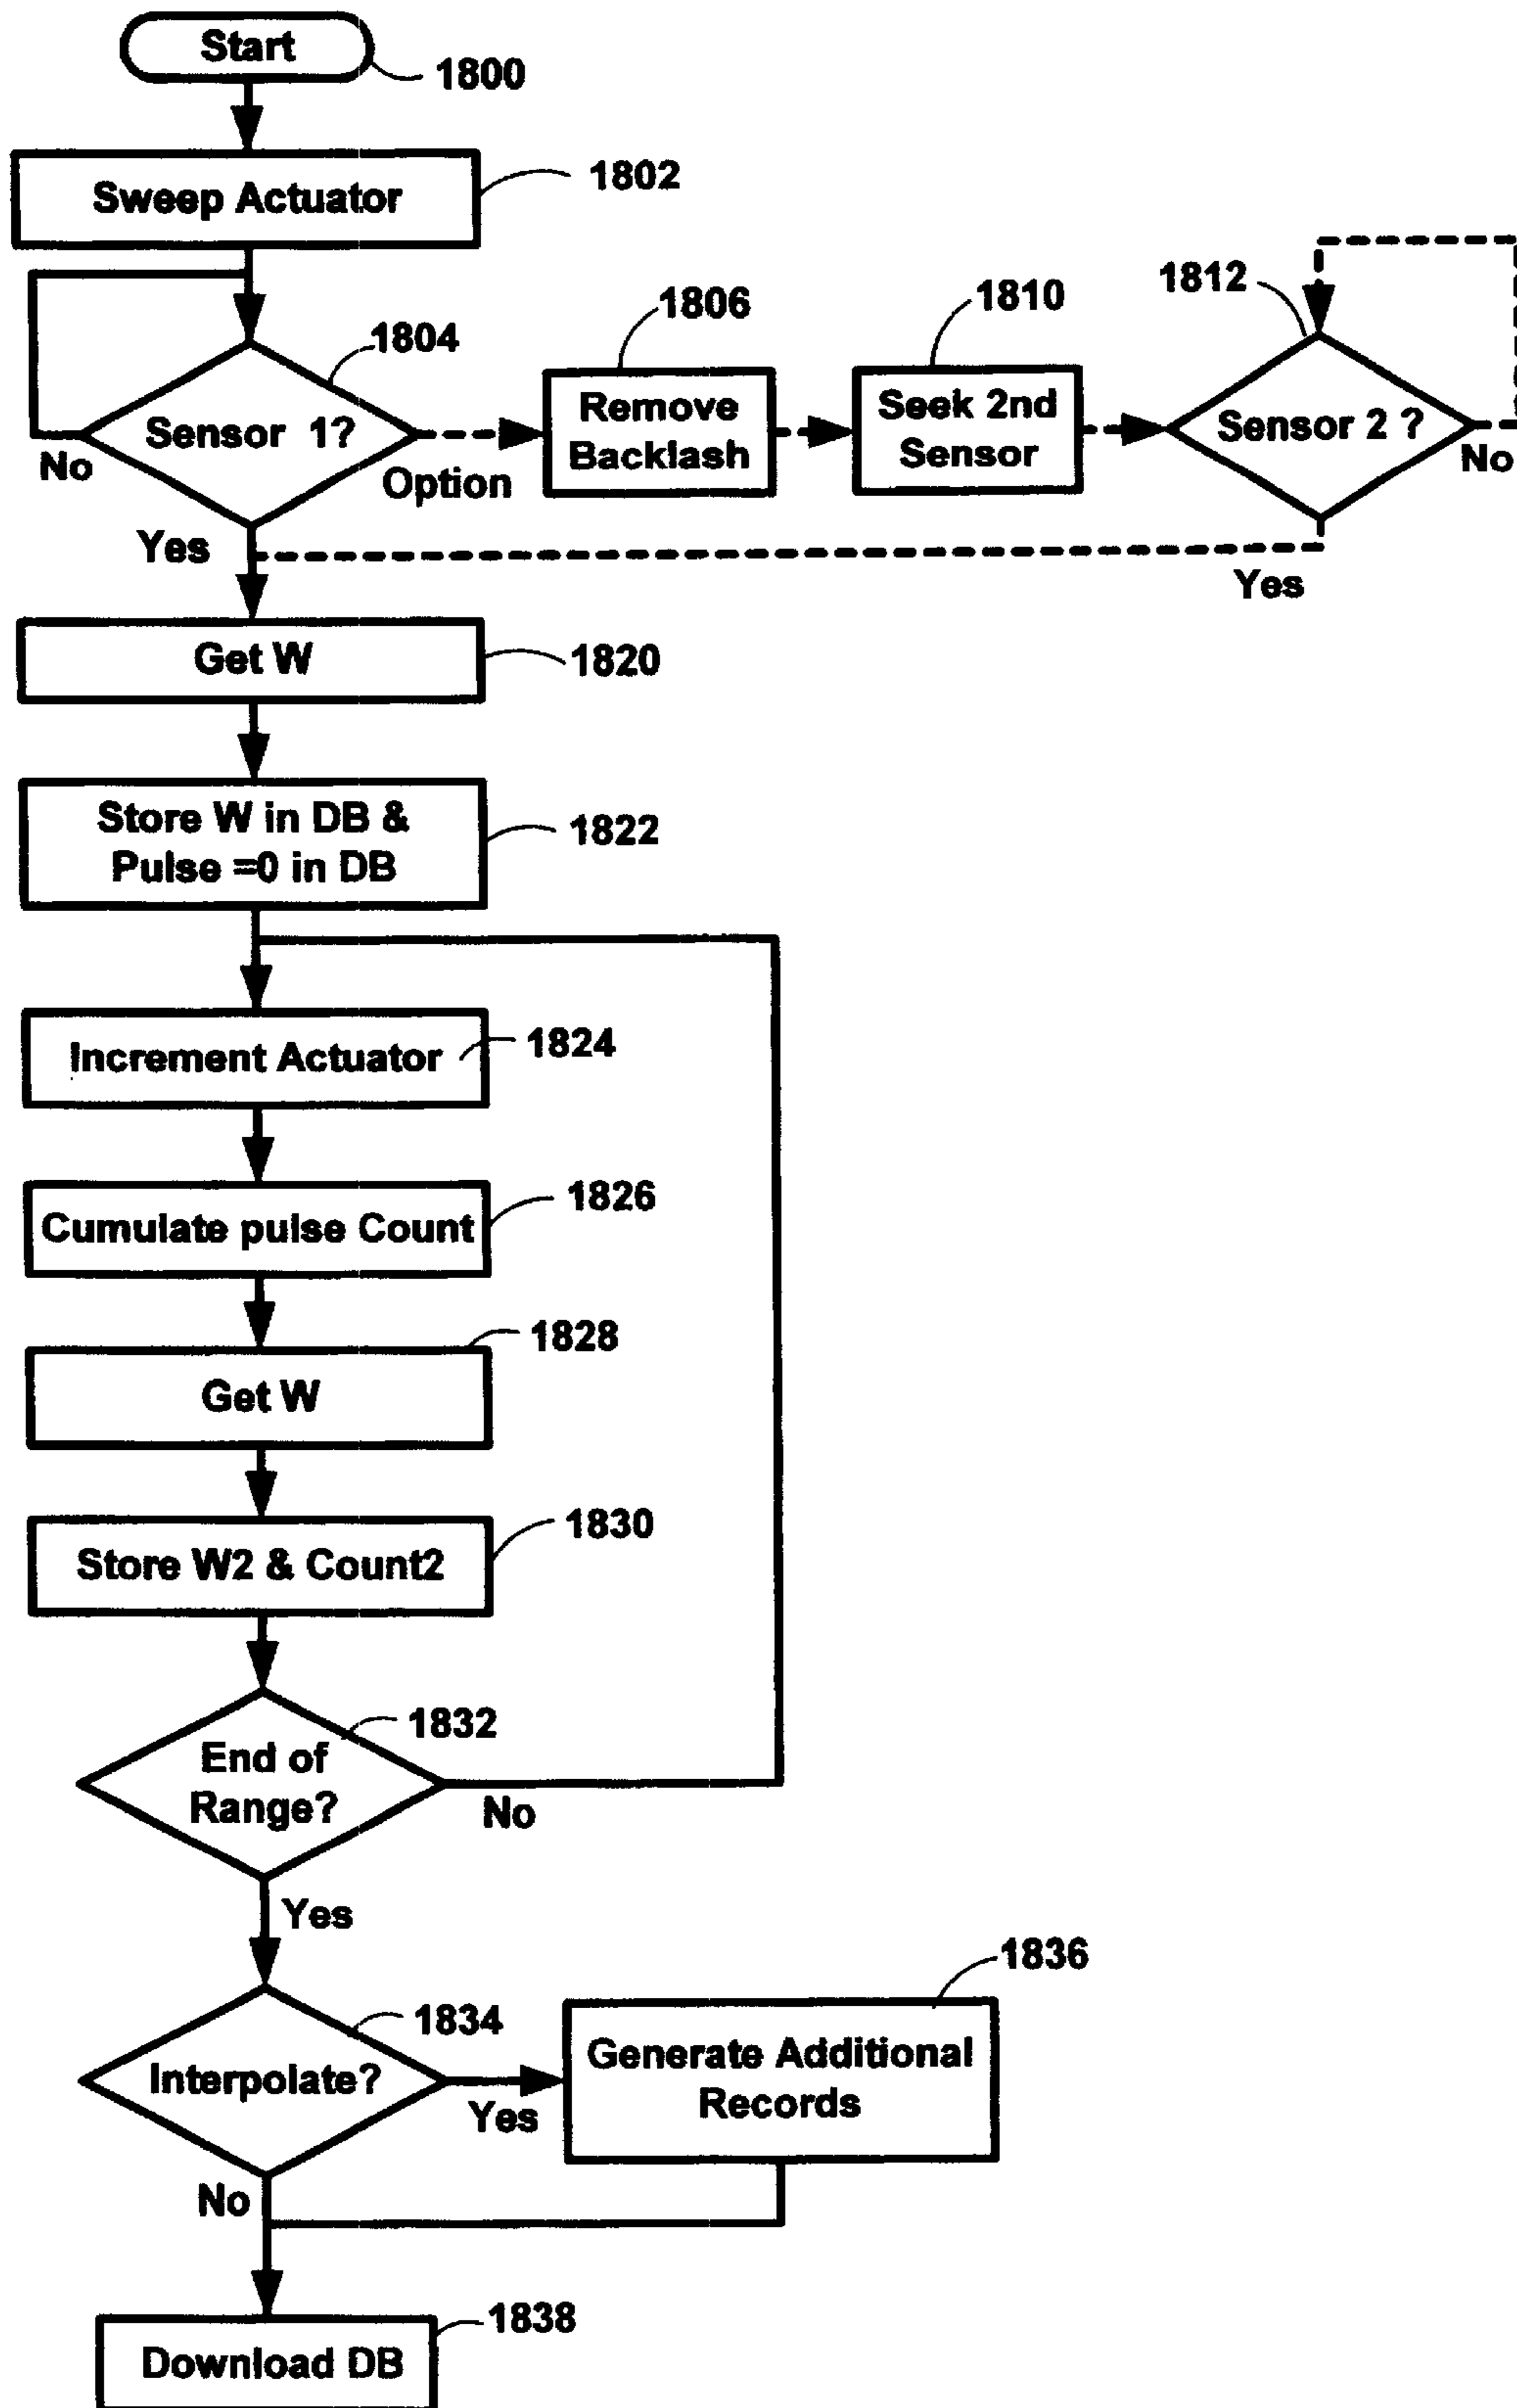 Start
1800
Sweep Actuator
1802
Sensor 1?
1804
No
Option
Yes
Remove
Backlash
1806
Seek 2nd
Sensor
1810
Sensor 2 ?
1812
No
Yes
Get W
1820
Store W in DB &
Pulse =0 in DB
1822
Increment Actuator
1824
Cumulate pulse Count
1826
Get W
1828
Store W2 & Count2
1830
End of
Range?
1832
No
Yes
Interpolate?
1834
Yes
Generate Additional
Records
1836
No
Download DB
1838